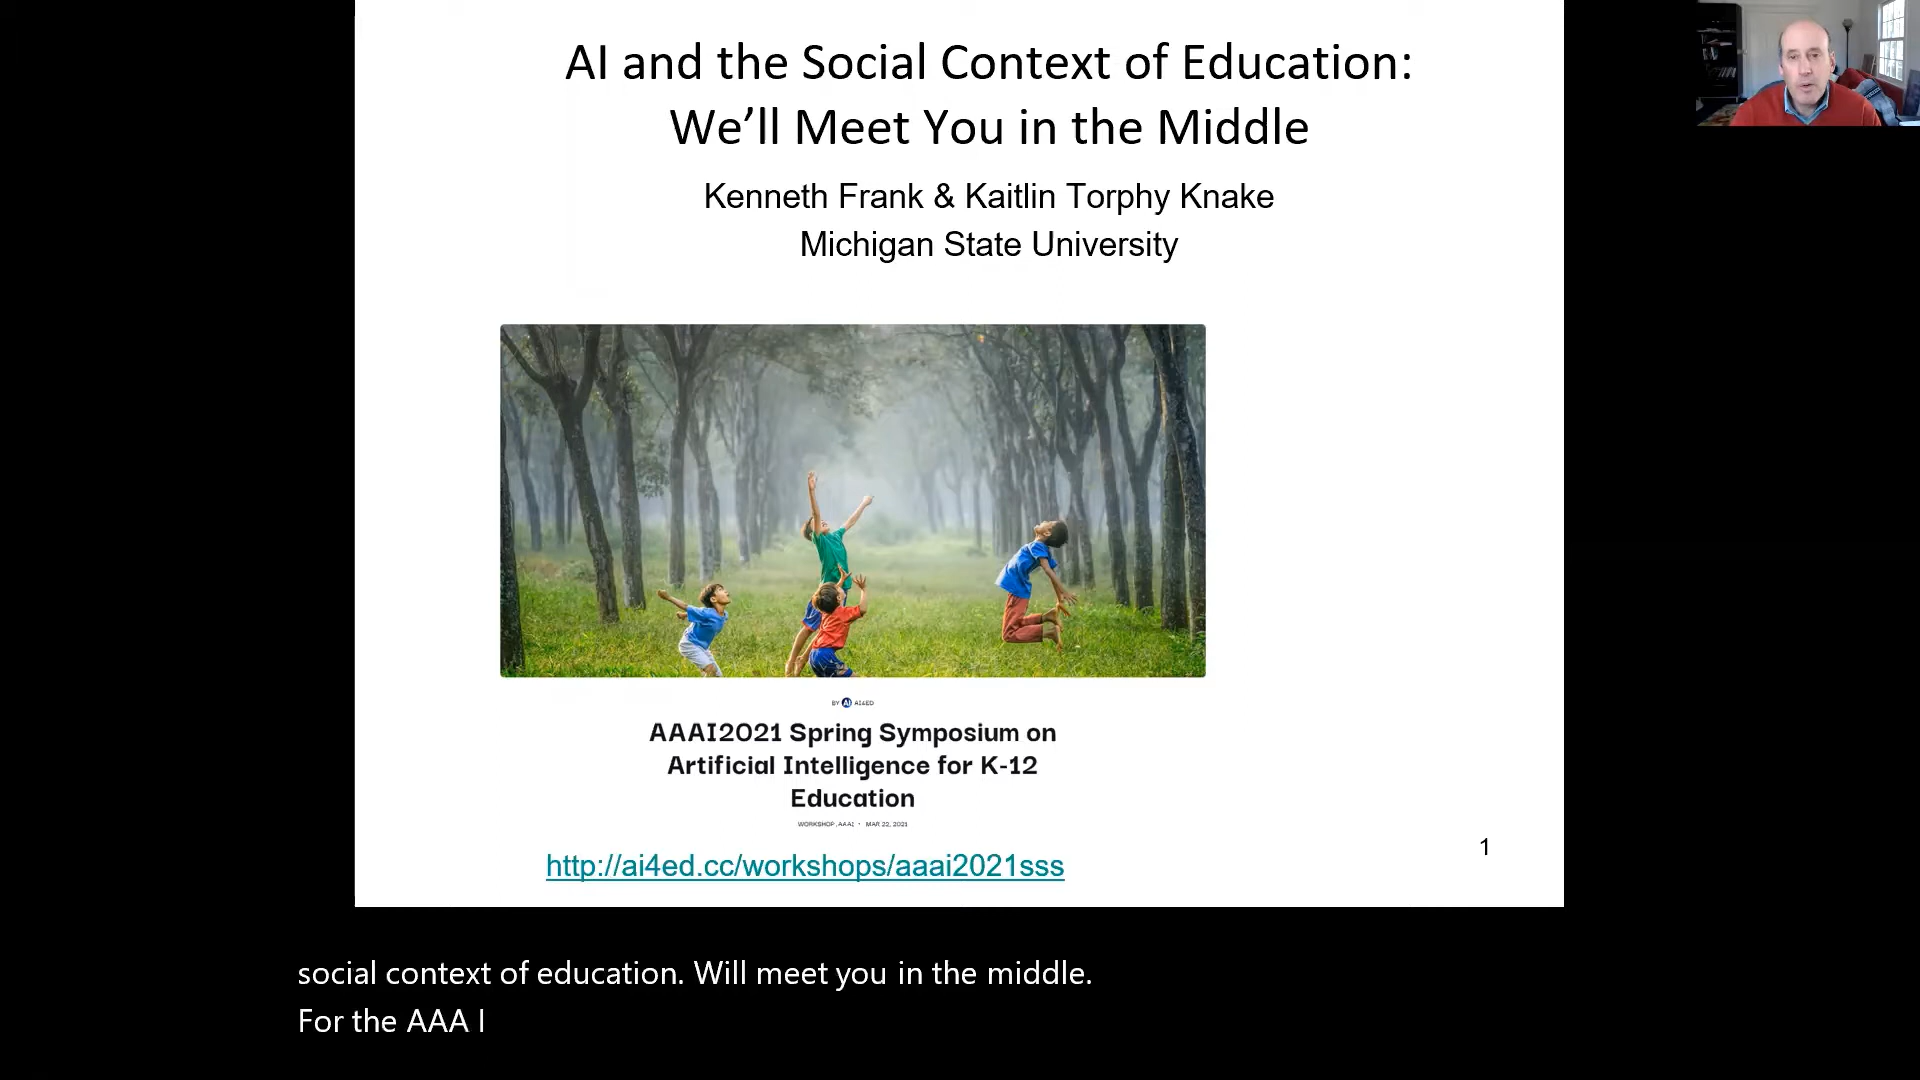 AI and the Social Context of Education:
We’ll Meet You in the Middle
Kenneth Frank & Kaitlin Torphy Knake
Michigan State University
BY AI AI4ED
AAAI2021 Spring Symposium on
Artificial Intelligence for K-12
Education
WORKSHOP, AAAI • MAR 22, 2021
http://ai4ed.cc/workshops/aaai2021sss
1
social context of education. Will meet you in the middle.
For the AAA I